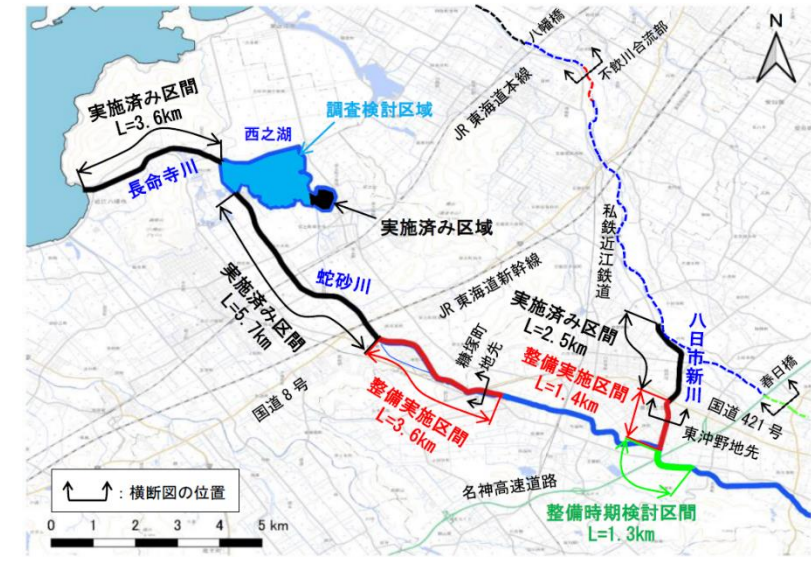 八幡橋
不飲川合流部
N
JR 東海道本線
実施済み区間
L=3.6km
調査検討区域
西之湖
長命寺川
実施済み区域
私鉄近江鉄道
蛇砂川
JR 東海道新幹線
実施済み区間
L=5.7km
実施済み区間
L=2.5km
八日市新川
春日橋
糠塚町
地先
整備実施区間
L=1.4km
整備実施区間
L=3.6km
国道 421 号
国道 8 号
東沖野地先
:横断図の位置
名神高速道路
整備時期検討区間
L=1.3km
0 1 2 3 4 5 km